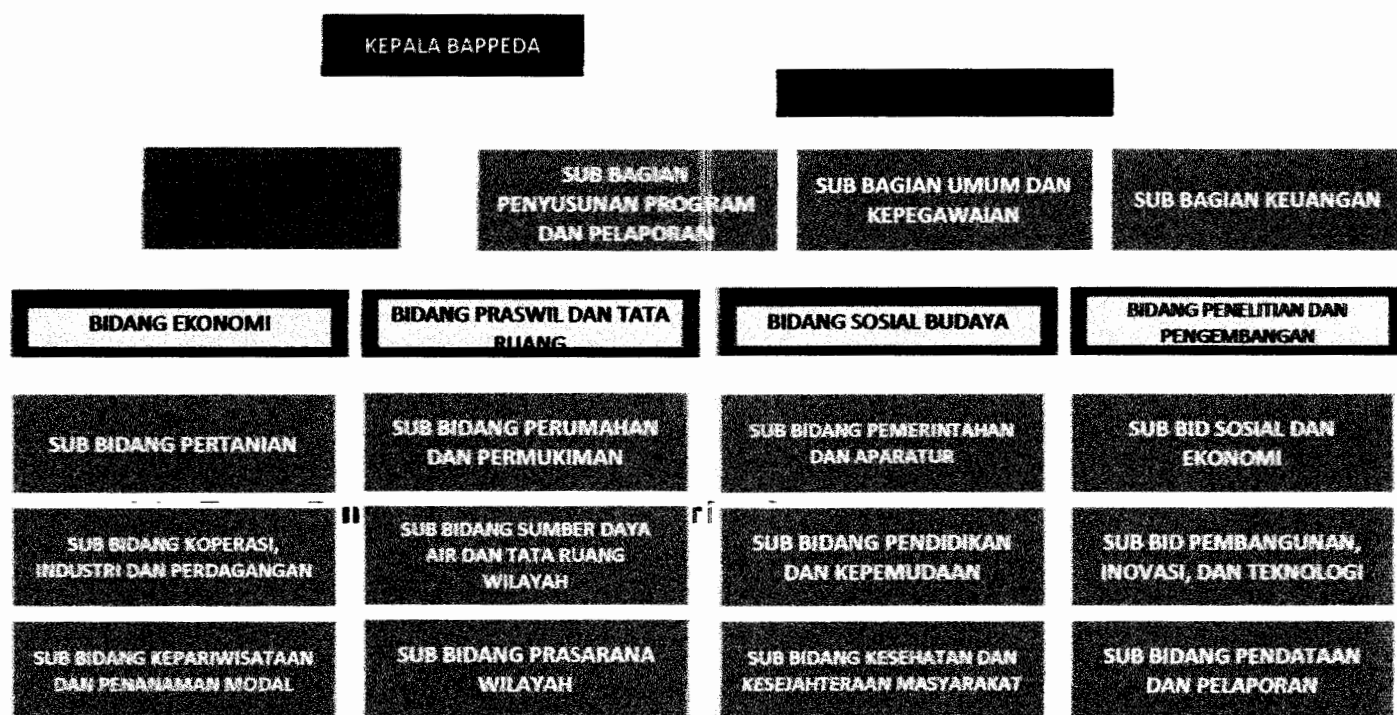 KEPALA BAPPEDA
SUB BAGIAN
PENYUSUNAN PROGRAM
DAN PELAPORAN
SUB BAGIAN UMUM DAN
KEPEGAWAIAN
SUB BAGIAN KEUANGAN
BIDANG EKONOMI
BIDANG PRASWIL DAN TATA
RUANG
BIDANG SOSIAL BUDAYA
BIDANG PENELITIAN DAN
PENGEMBANGAN
SUB BIDANG PERTANIAN
SUB BIDANG PERUMAHAN
DAN PERMUKIMAN
SUB BIDANG PEMERINTAHAN
DAN APARATUR
SUB BID SOSIAL DAN
EKONOMI
SUB BIDANG KOPERASI,
INDUSTRI DAN PERDAGANGAN
SUB BIDANG SUMBER DAYA
AIR DAN TATA RUANG
WILAYAH
SUB BIDANG PENDIDIKAN
DAN KEPEMUDAAN
SUB BID PEMBANGUNAN,
INOVASI, DAN TEKNOLOGI
SUB BIDANG KEPARIWISATAAN
DAN PENANAMAN MODAL
SUB BIDANG PRASARANA
WILAYAH
SUB BIDANG KESEHATAN DAN
KESEJAHTERAAN MASYARAKAT
SUB BIDANG PENDATAAN
DAN PELAPORAN